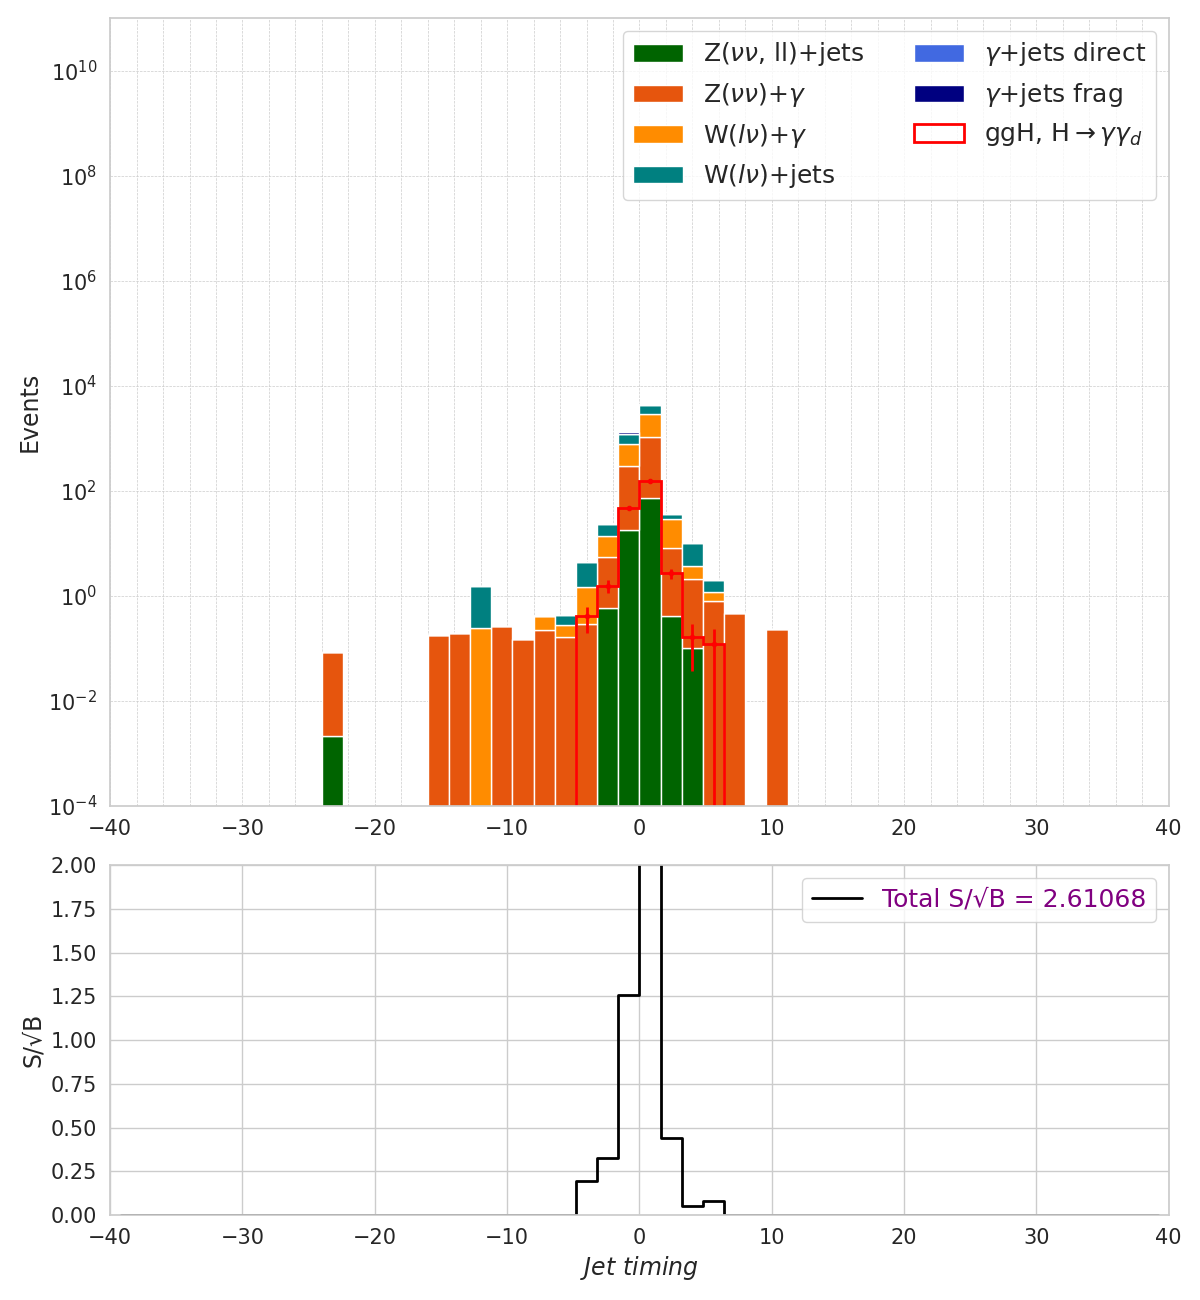 Z(νν, ll)+jets
Z(νν)+γ
W(lν)+γ
W(lν)+jets
γ+jets direct
γ+jets frag
ggH, H→γγ_d
Events
10^10
10^8
10^6
10^4
10^2
10^0
10^−2
10^−4
−40 −30 −20 −10 0 10 20 30 40
Total S/√B = 2.61068
S/√B
2.00
1.75
1.50
1.25
1.00
0.75
0.50
0.25
0.00
−40 −30 −20 −10 0 10 20 30 40
Jet timing